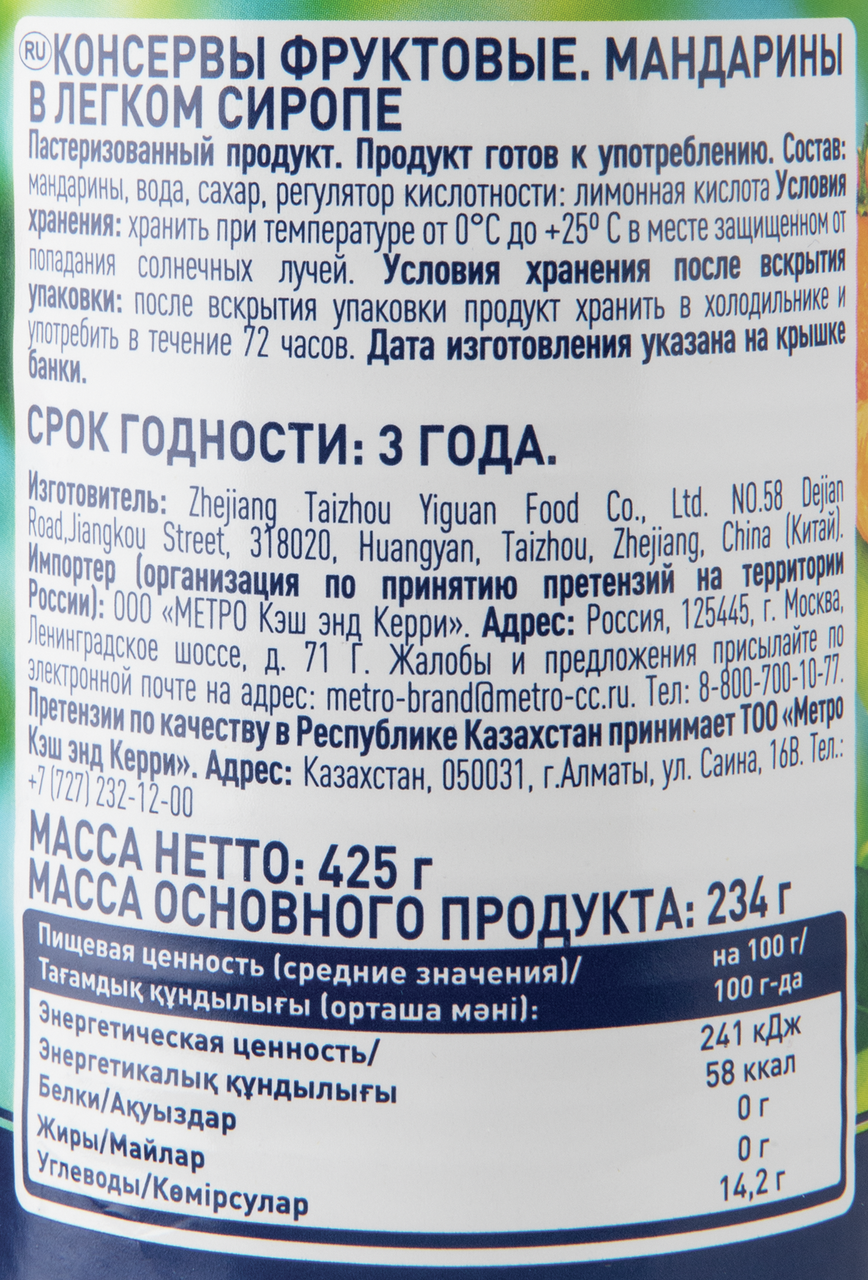 RU КОНСЕРВЫ ФРУКТОВЫЕ. МАНДАРИНЫ
В ЛЕГКОМ СИРОПЕ
Пастеризованный продукт. Продукт готов к употреблению. Состав:
мандарины, вода, сахар, регулятор кислотности: лимонная кислота Условия
хранения: хранить при температуре от 0°С до +25º С в месте защищенном от
попадания солнечных лучей. Условия хранения после вскрытия
упаковки: после вскрытия упаковки продукт хранить в холодильнике и
употребить в течение 72 часов. Дата изготовления указана на крышке
банки.
СРОК ГОДНОСТИ: 3 ГОДА.
Изготовитель: Zhejiang Taizhou Yiguan Food Co., Ltd. NO.58 Dejian
Road,Jiangkou Street, 318020, Huangyan, Taizhou, Zhejiang, China (Китай).
Импортер (организация по принятию претензий на территории
России): ООО «МЕТРО Кэш энд Керри». Адрес: Россия, 125445, г. Москва,
Ленинградское шоссе, д. 71 Г. Жалобы и предложения присылайте по
электронной почте на адрес: metro-brand@metro-cc.ru. Тел: 8-800-700-10-77.
Претензии по качеству в Республике Казахстан принимает ТОО «Метро
Кэш энд Керри». Адрес: Казахстан, 050031, г.Алматы, ул. Саина, 16В. Тел.:
+7 (727) 232-12-00
МАССА НЕТТО: 425 г
МАССА ОСНОВНОГО ПРОДУКТА: 234 г
Пищевая ценность (средние значения)/ на 100 г/
Тағамдық құндылығы (орташа мәні): 100 г-да
Энергетическая ценность/ 241 кДж
Энергетикалық құндылығы 58 ккал
Белки/Ақуыздар 0 г
Жиры/Майлар 0 г
Углеводы/Көмірсулар 14,2 г